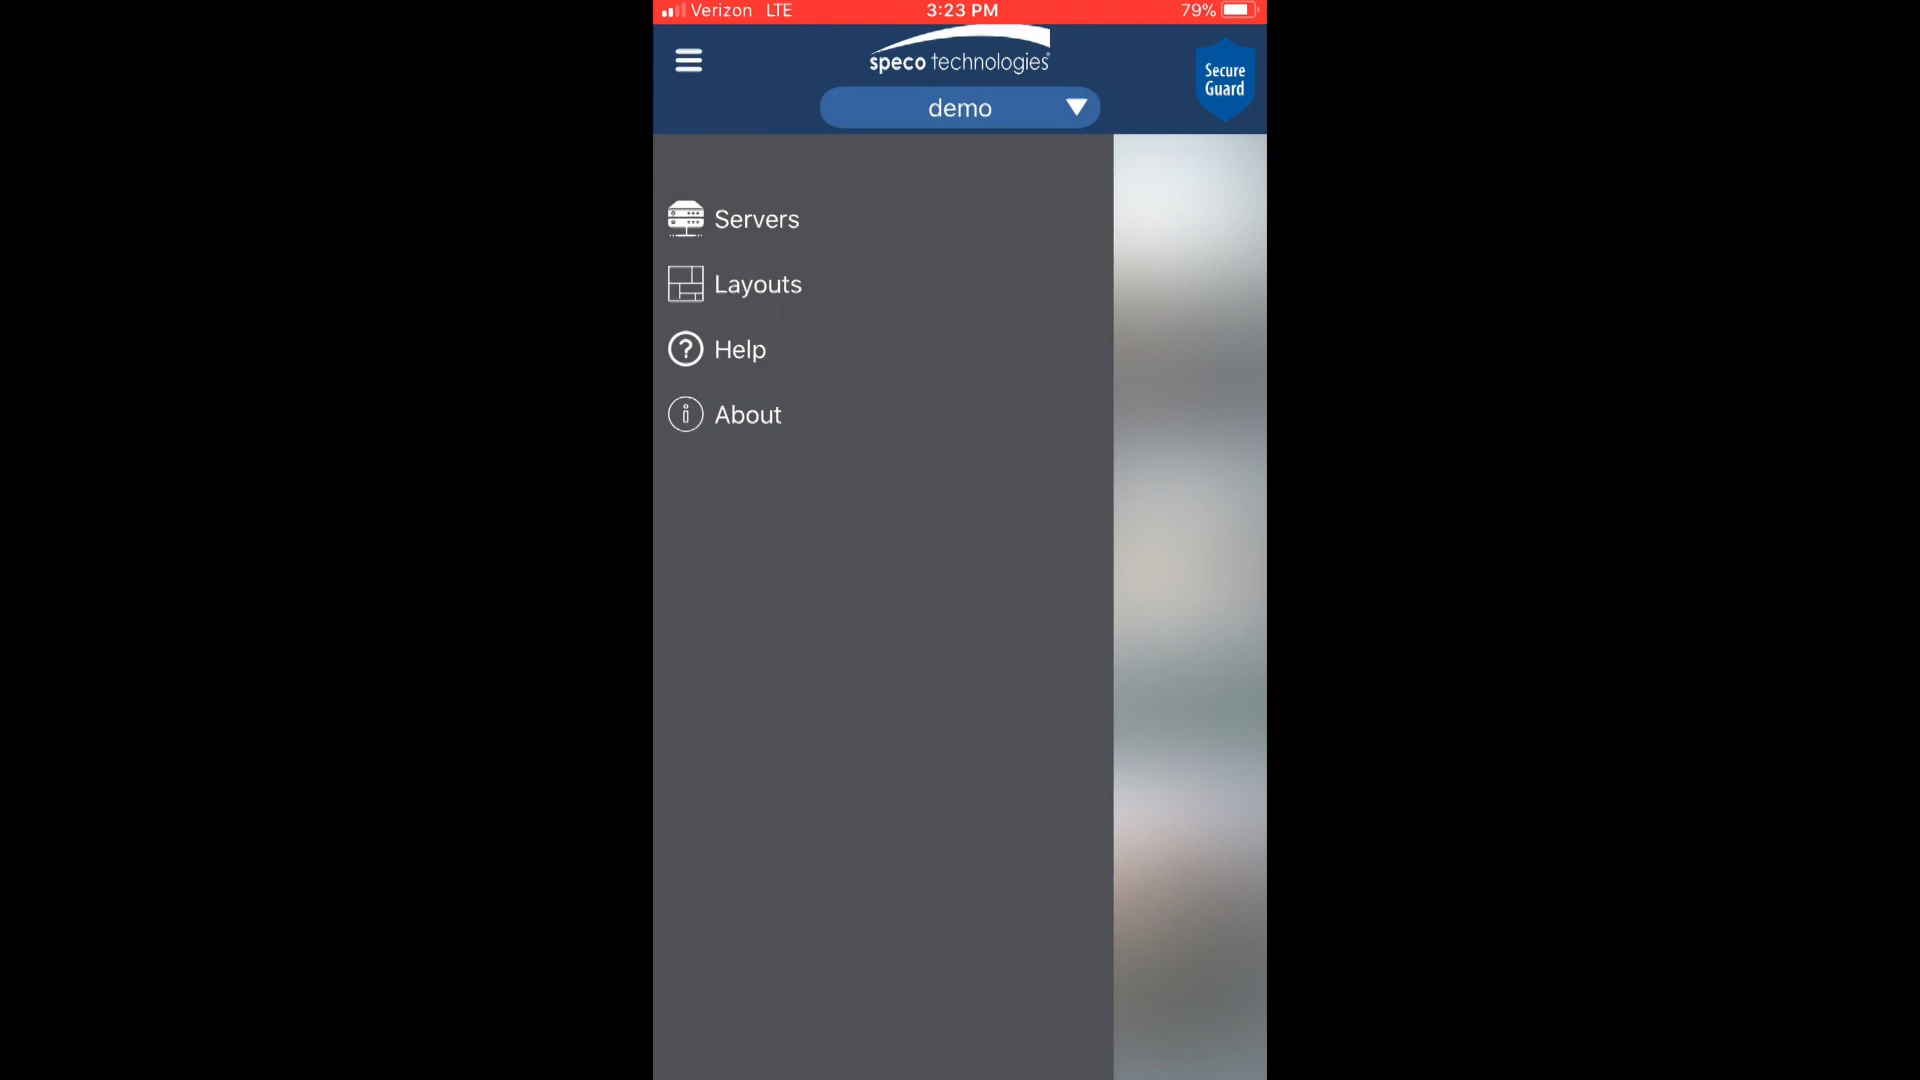 Verizon LTE 3:23 PM 79%
speco technologies®
demo
Secure
Guard
Servers
Layouts
Help
About